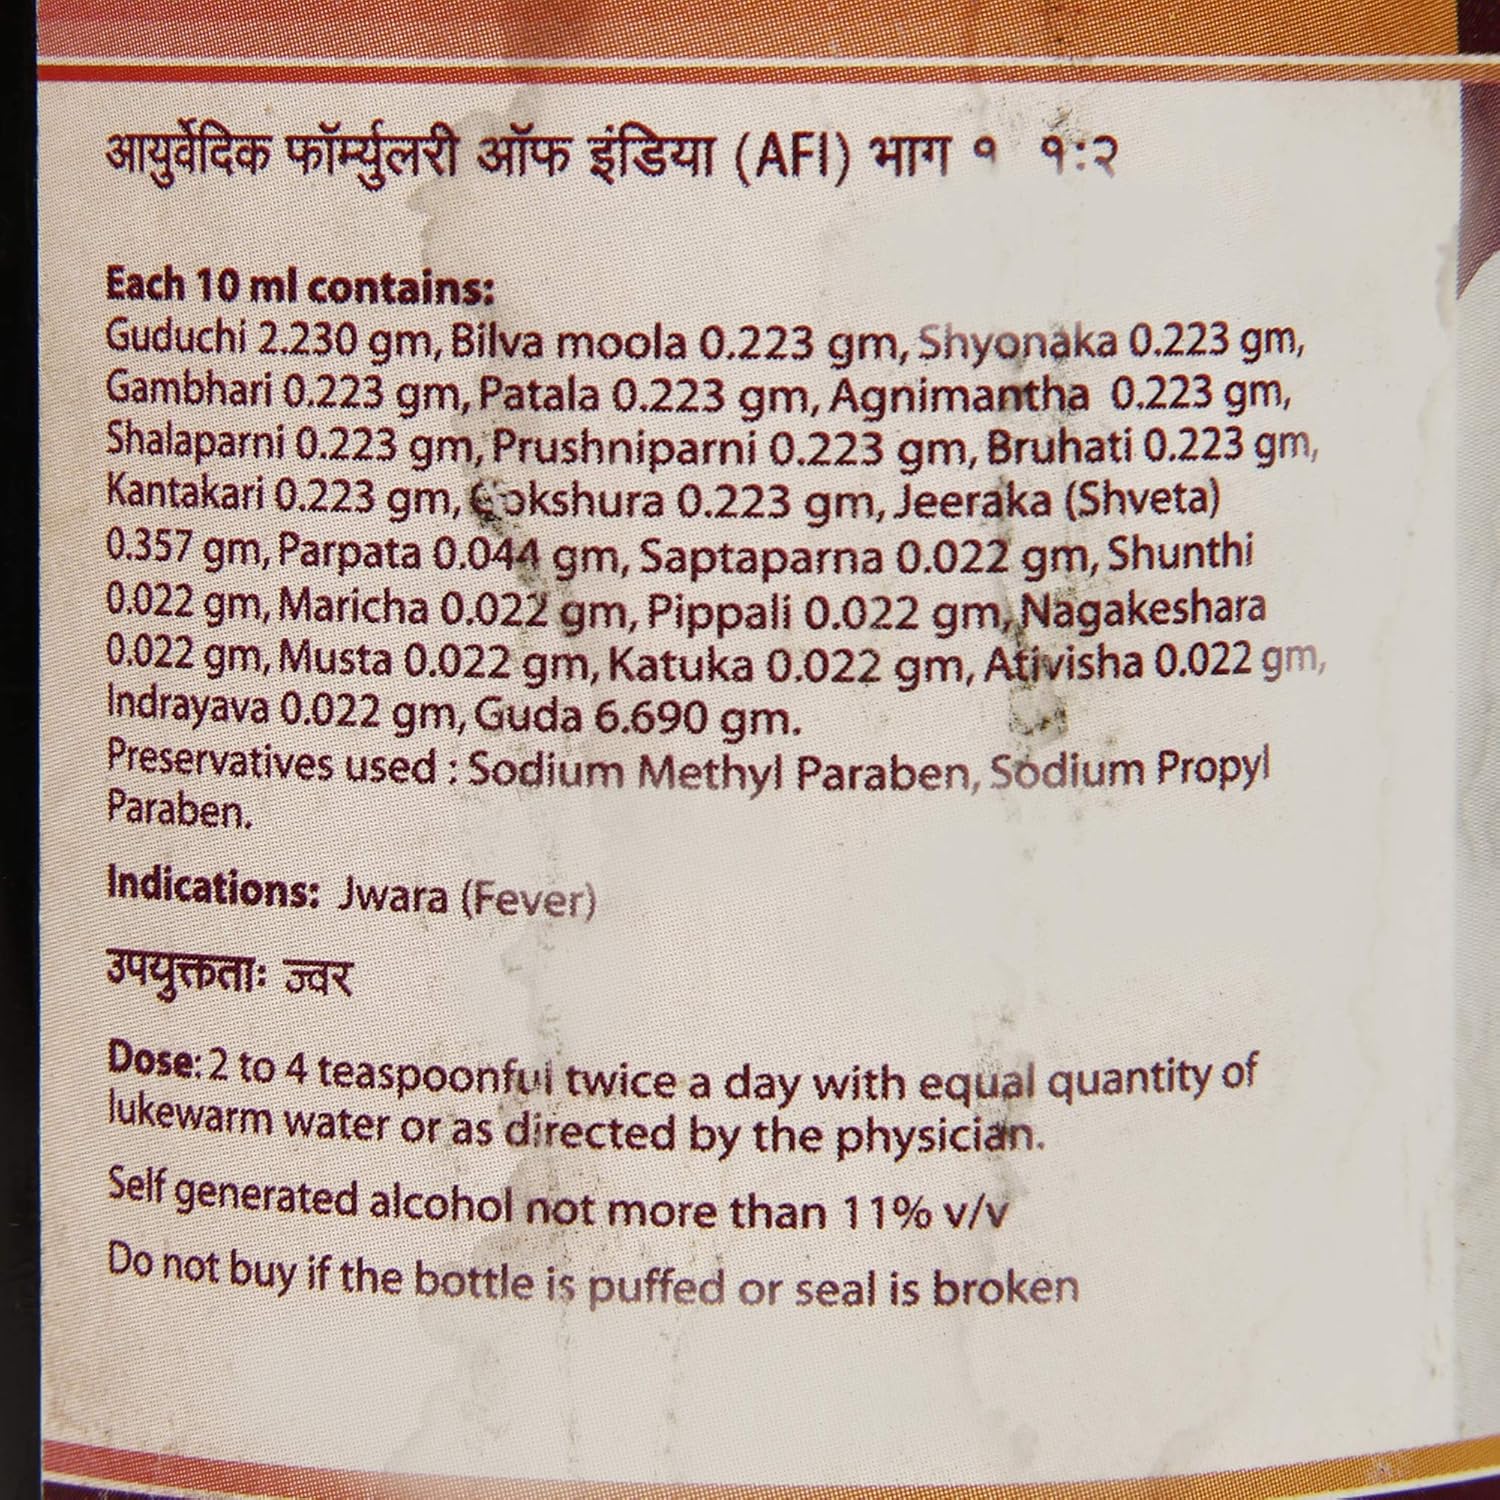 आयुर्वेदिक फॉर्म्युलरी ऑफ इंडिया (AFI) भाग १ १:२
Each 10 ml contains:
Guduchi 2.230 gm, Bilva moola 0.223 gm, Shyonaka 0.223 gm,
Gambhari 0.223 gm, Patala 0.223 gm, Agnimantha 0.223 gm,
Shalaparni 0.223 gm, Prushniparni 0.223 gm, Bruhati 0.223 gm,
Kantakari 0.223 gm, Gokshura 0.223 gm, Jeeraka (Shveta)
0.357 gm, Parpata 0.044 gm, Saptaparna 0.022 gm, Shunthi
0.022 gm, Maricha 0.022 gm, Pippali 0.022 gm, Nagakeshara
0.022 gm, Musta 0.022 gm, Katuka 0.022 gm, Ativisha 0.022 gm,
Indrayava 0.022 gm, Guda 6.690 gm.
Preservatives used : Sodium Methyl Paraben, Sodium Propyl
Paraben.
Indications: Jwara (Fever)
उपयुक्तताः ज्वर
Dose: 2 to 4 teaspoonful twice a day with equal quantity of
lukewarm water or as directed by the physician.
Self generated alcohol not more than 11% v/v
Do not buy if the bottle is puffed or seal is broken